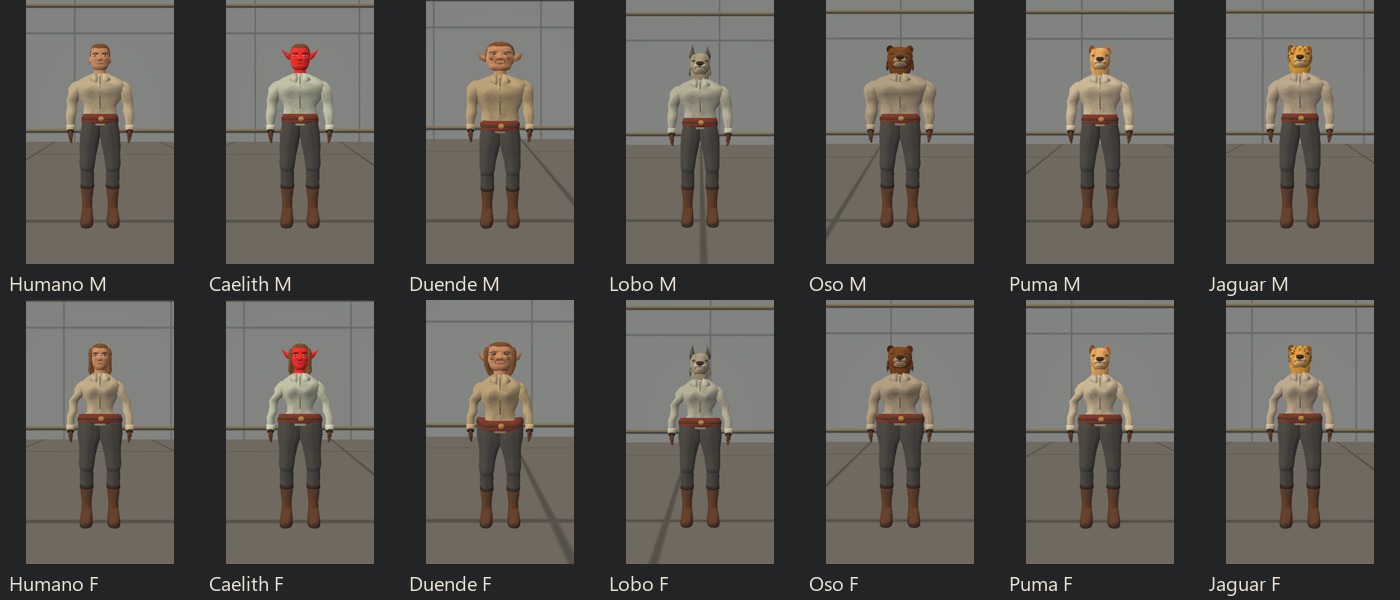 Humano M
Caelith M
Duende M
Lobo M
Oso M
Puma M
Jaguar M
Humano F
Caelith F
Duende F
Lobo F
Oso F
Puma F
Jaguar F